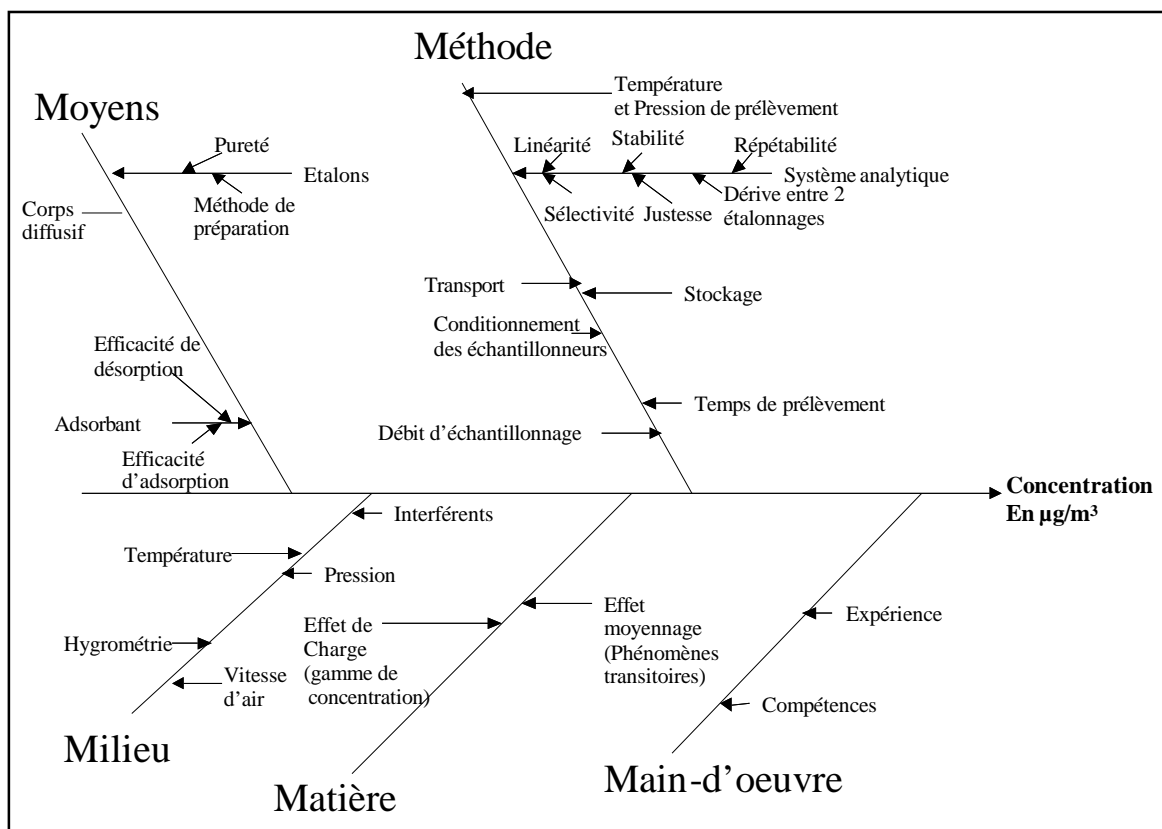 Méthode
Température
et Pression de prélèvement
Moyens
Pureté
Linéarité
Stabilité
Répétabilité
Etalons
Système analytique
Méthode de
préparation
Sélectivité
Justesse
Dérive entre 2
étalonnages
Corps
diffusif
Transport
Stockage
Conditionnement
des échantillonneurs
Efficacité de
désorption
Temps de prélèvement
Adsorbant
Débit d’échantillonnage
Efficacité
d’adsorption
Concentration
En µg/m³
Interférents
Température
Pression
Effet de
Charge
(gamme de
concentration)
Effet
moyennage
(Phénomènes
transitoires)
Expérience
Hygrométrie
Vitesse
d’air
Compétences
Milieu
Matière
Main-d’oeuvre